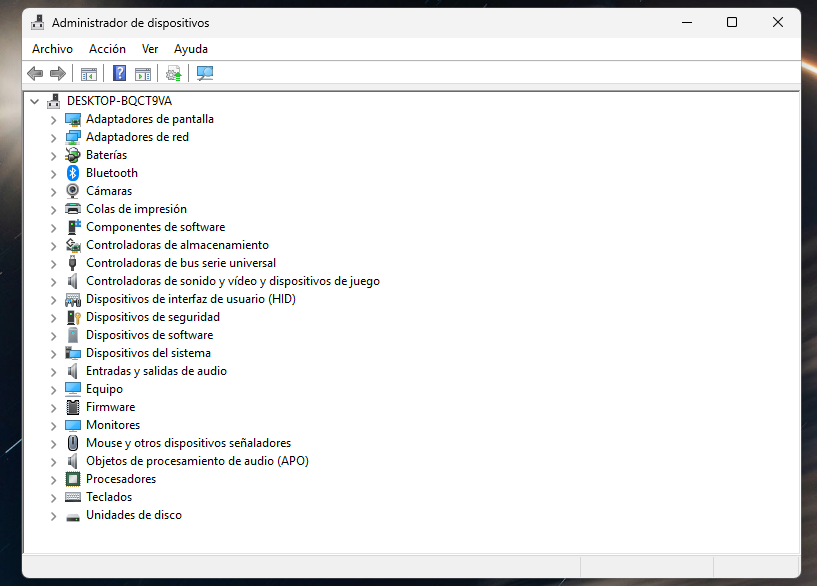 Administrador de dispositivos
Archivo Acción Ver Ayuda
DESKTOP-BQCT9VA
Adaptadores de pantalla
Adaptadores de red
Baterías
Bluetooth
Cámaras
Colas de impresión
Componentes de software
Controladoras de almacenamiento
Controladoras de bus serie universal
Controladoras de sonido y vídeo y dispositivos de juego
Dispositivos de interfaz de usuario (HID)
Dispositivos de seguridad
Dispositivos de software
Dispositivos del sistema
Entradas y salidas de audio
Equipo
Firmware
Monitores
Mouse y otros dispositivos señaladores
Objetos de procesamiento de audio (APO)
Procesadores
Teclados
Unidades de disco